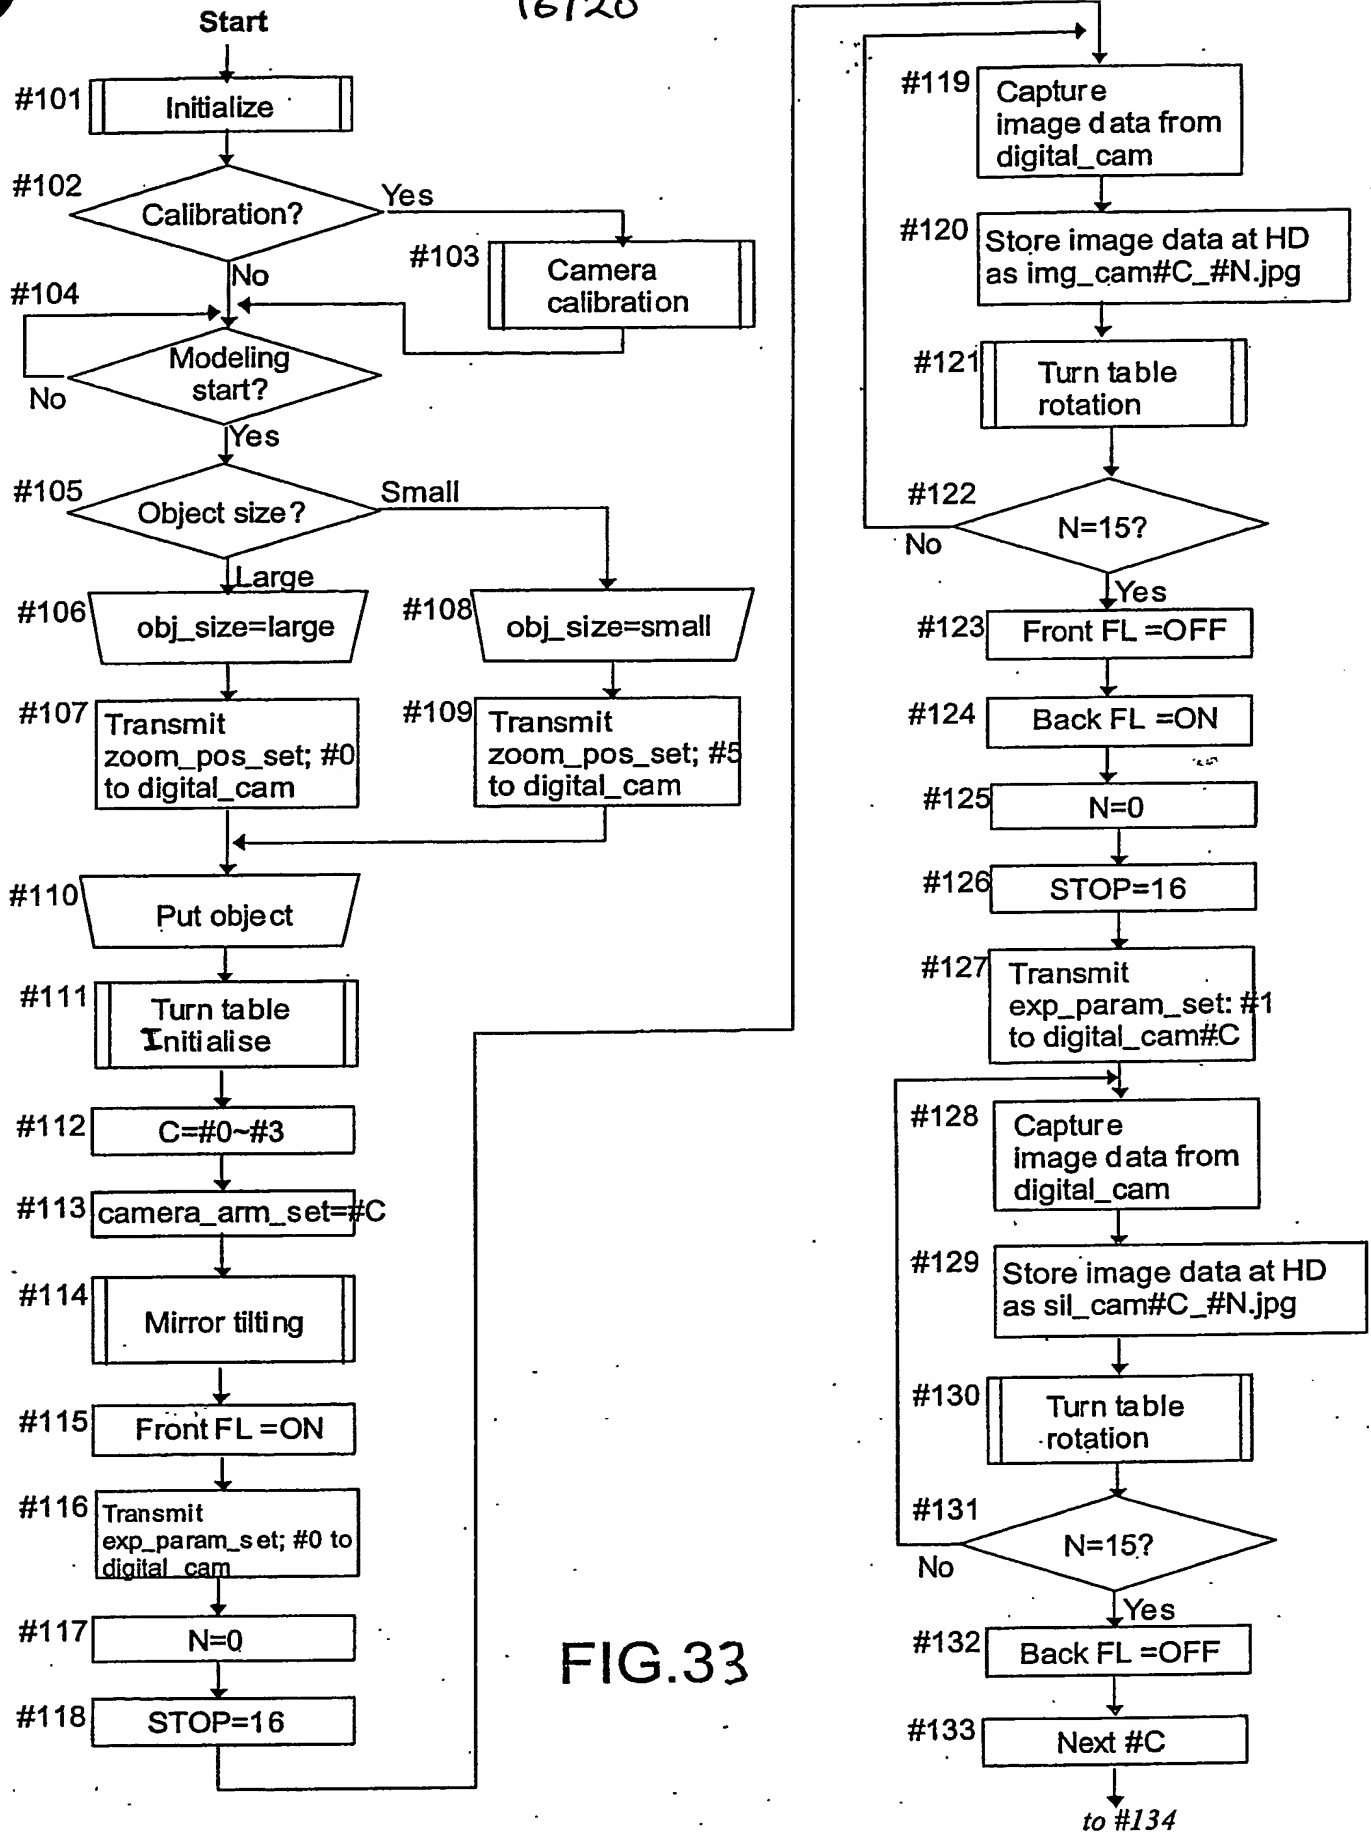 16/20
Start
#101
Initialize
#102
Calibration?
Yes
No
#103
Camera
calibration
#104
Modeling
start?
No
Yes
#105
Object size?
Small
Large
#106
obj_size=large
#108
obj_size=small
#107
Transmit
zoom_pos_set; #0
to digital_cam
#109
Transmit
zoom_pos_set; #5
to digital_cam
#110
Put object
#111
Turn table
Initialise
#112
C=#0~#3
#113
camera_arm_set=#C
#114
Mirror tilting
#115
Front FL =ON
#116
Transmit
exp_param_set; #0 to
digital_cam
#117
N=0
#118
STOP=16
#119
Capture
image data from
digital_cam
#120
Store image data at HD
as img_cam#C_#N.jpg
#121
Turn table
rotation
#122
N=15?
No
Yes
#123
Front FL =OFF
#124
Back FL =ON
#125
N=0
#126
STOP=16
#127
Transmit
exp_param_set: #1
to digital_cam#C
#128
Capture
image data from
digital_cam
#129
Store image data at HD
as sil_cam#C_#N.jpg
#130
Turn table
rotation
#131
N=15?
No
Yes
#132
Back FL =OFF
#133
Next #C
to #134
FIG.33